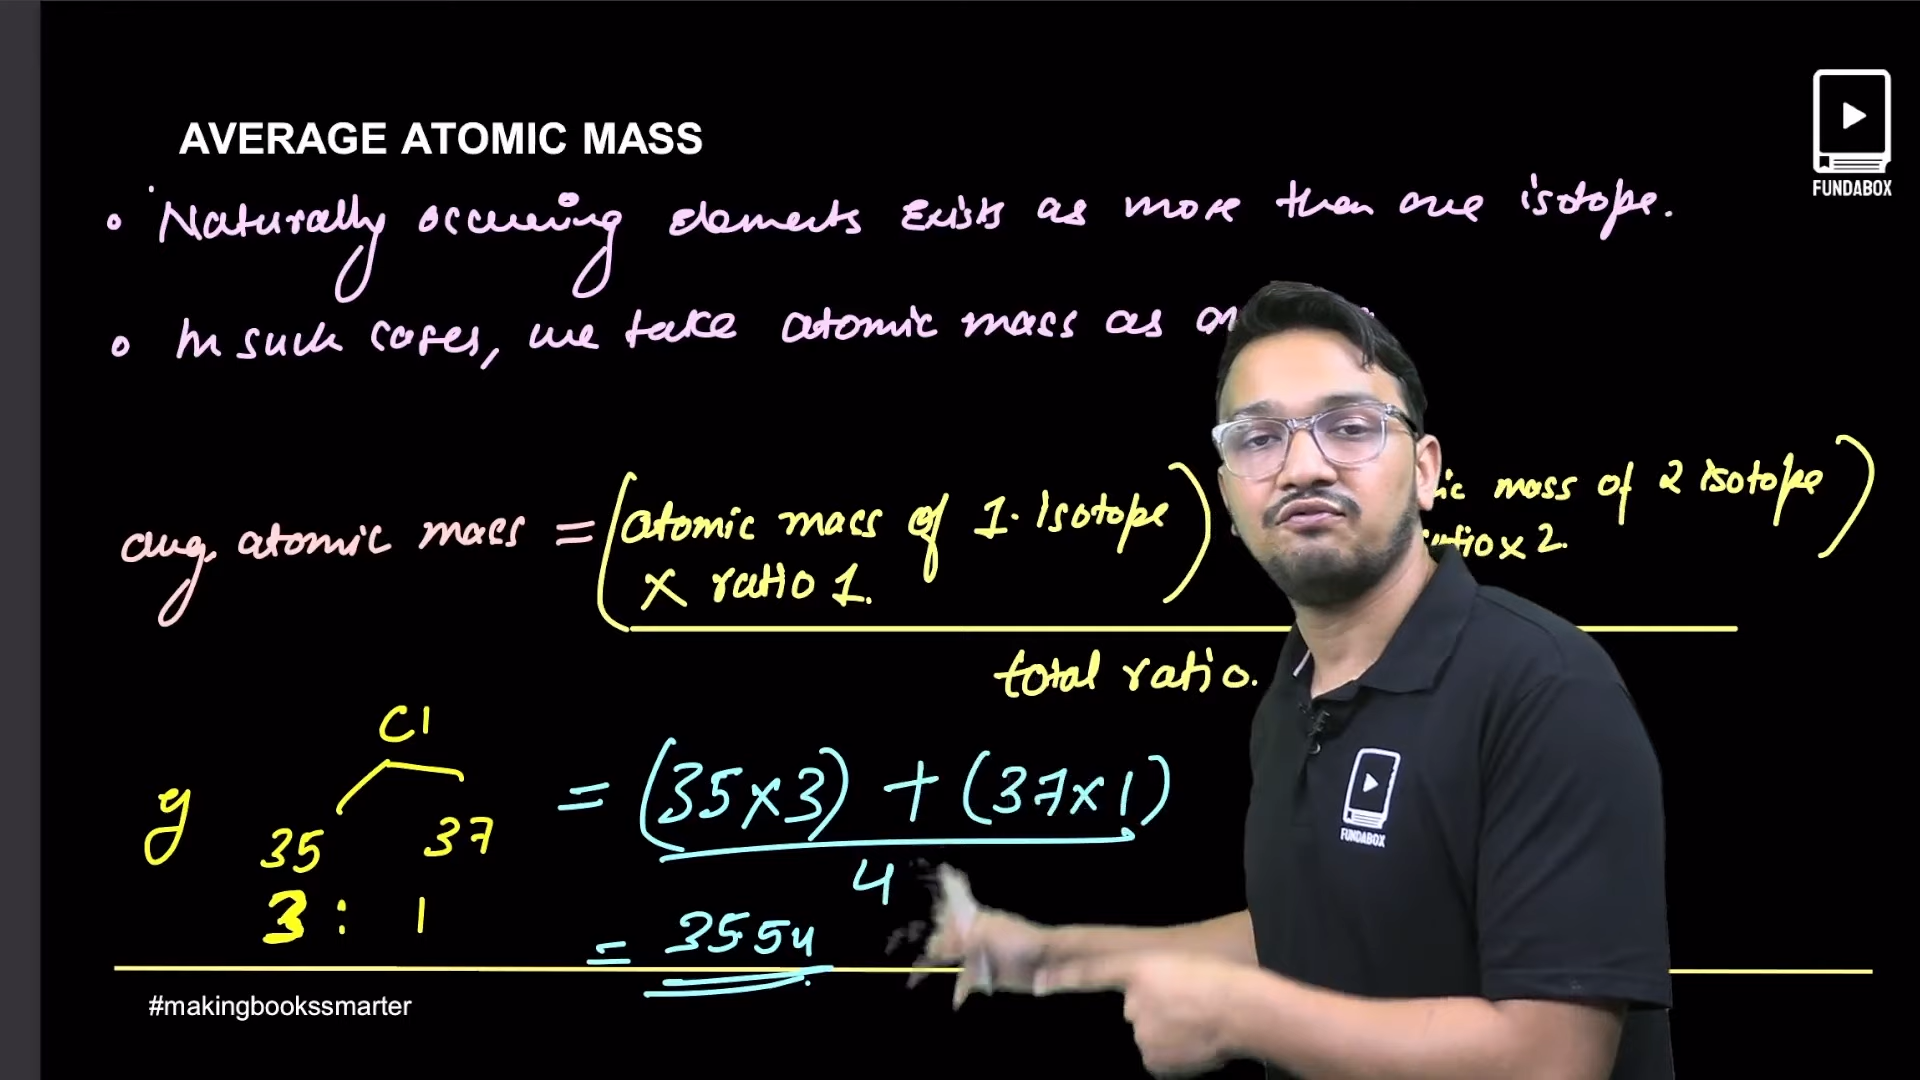 AVERAGE ATOMIC MASS
FUNDABOX
• Naturally occuring elements Exists as more than one isotope.
• In such cases, we take atomic mass as
avg. atomic mass = (atomic mass of 1. Isotope × ratio 1.) ic mass of 2 isotope
ratio x 2.)
total ratio.
Cl
35 37
3 : 1
= (35×3) + (37×1)
4
= 35.5u
FUNDABOX
#makingbookssmarter